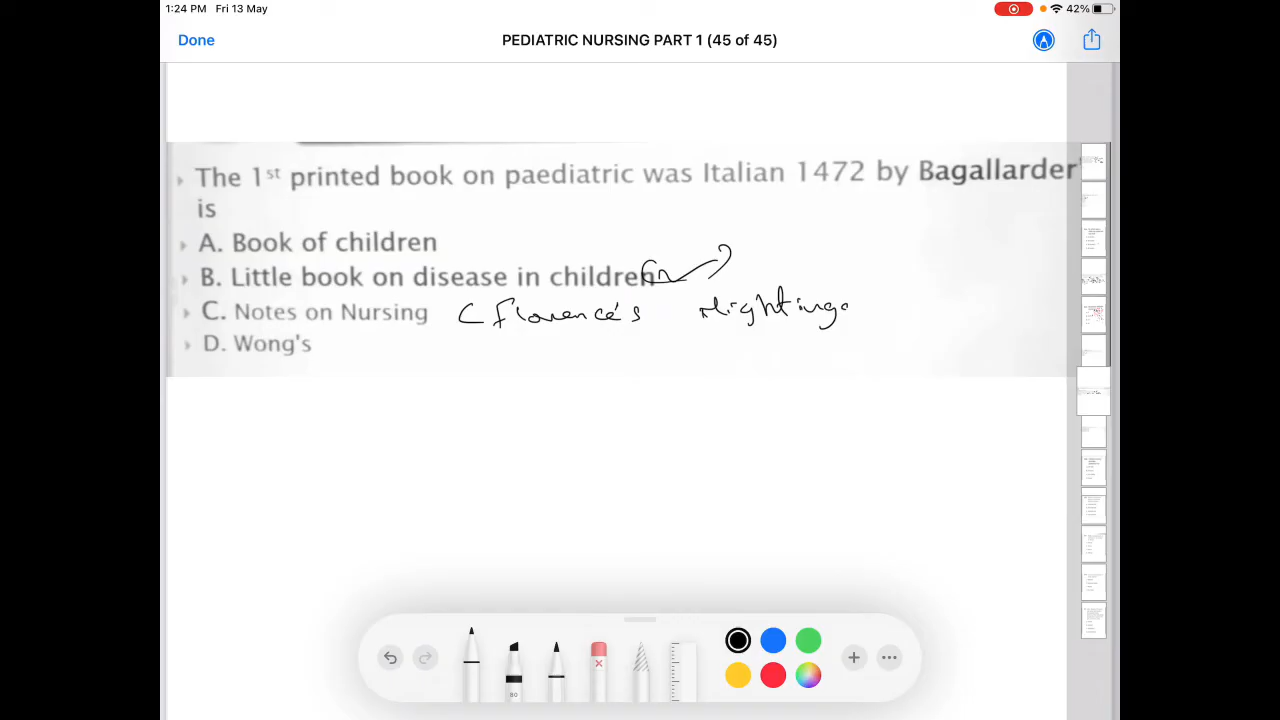 1:24 PM Fri 13 May 42%
Done PEDIATRIC NURSING PART 1 (45 of 45)
The 1st printed book on paediatric was Italian 1472 by Bagallarder'
is
A. Book of children
B. Little book on disease in children
C. Notes on Nursing (florence's Nightinga
D. Wong's
80